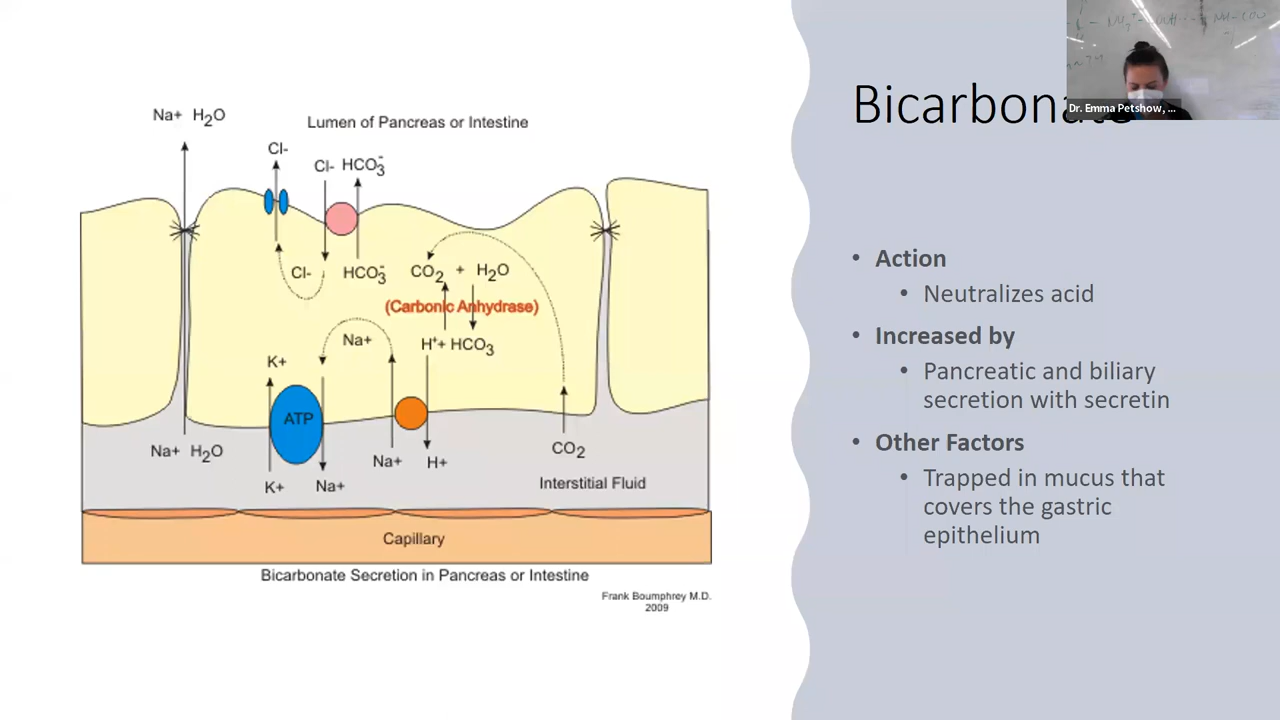 Na+ H₂O
Lumen of Pancreas or Intestine
Cl-
Cl- HCO₃⁻
Cl- HCO₃⁻ CO₂ + H₂O
(Carbonic Anhydrase)
Na+ H⁺+ HCO₃
K+
ATP
Na+ H₂O
Na+ H+ CO₂
K+ Na+ Interstitial Fluid
Capillary
Bicarbonate Secretion in Pancreas or Intestine
Frank Boumphrey M.D.
2009
Dr. Emma Petshow, ...
• Action
• Neutralizes acid
• Increased by
• Pancreatic and biliary
secretion with secretin
• Other Factors
• Trapped in mucus that
covers the gastric
epithelium